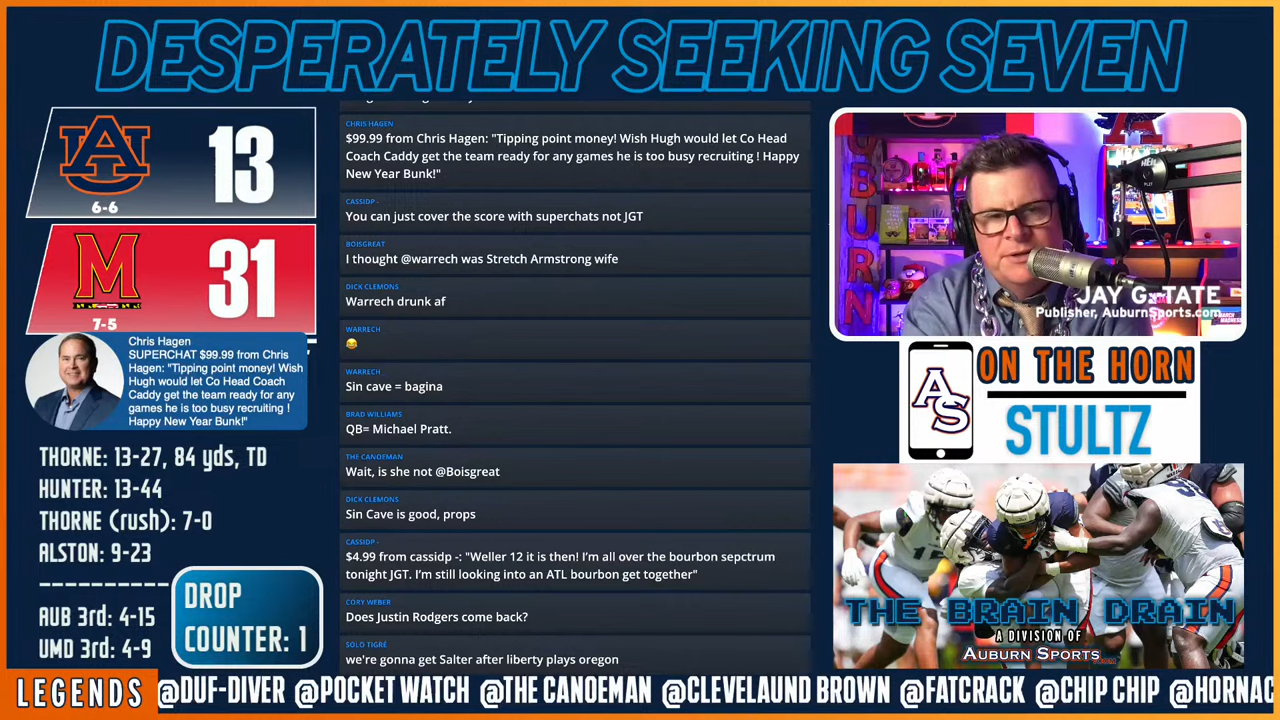 DESPERATELY SEEKING SEVEN
AU
13
6-6
M
31
7-5
Chris Hagen
SUPERCHAT $99.99 from Chris
Hagen: "Tipping point money! Wish
Hugh would let Co Head Coach
Caddy get the team ready for any
games he is too busy recruiting !
Happy New Year Bunk!"
THORNE: 13-27, 84 yds, TD
HUNTER: 13-44
THORNE (rush): 7-0
ALSTON: 9-23
AUB 3rd: 4-15
UMD 3rd: 4-9
DROP
COUNTER: 1
CHRIS HAGEN
$99.99 from Chris Hagen: "Tipping point money! Wish Hugh would let Co Head
Coach Caddy get the team ready for any games he is too busy recruiting ! Happy
New Year Bunk!"
CASSIDP -
You can just cover the score with superchats not JGT
BOISGREAT
I thought @warrech was Stretch Armstrong wife
DICK CLEMONS
Warrech drunk af
WARRECH
😂
WARRECH
Sin cave = bagina
BRAD WILLIAMS
QB= Michael Pratt.
THE CANDEMAN
Wait, is she not @Boisgreat
DICK CLEMONS
Sin Cave is good, props
CASSIDP -
$4.99 from cassidp -: "Weller 12 it is then! I'm all over the bourbon sepctrum
tonight JGT. I'm still looking into an ATL bourbon get together"
CORY WEBER
Does Justin Rodgers come back?
SOLO TIGRE
we're gonna get Salter after liberty plays oregon
BURN
JAY G. TATE
Publisher, AuburnSports.com
AS
ON THE HORN
STULTZ
THE BRAIN DRAIN
A DIVISION OF
AUBURN SPORTS.COM
LEGENDS @DUF-DIVER @POCKET WATCH @THE CANOEMAN @CLEVELAUND BROWN @FATCRACK @CHIP CHIP @HORNAC